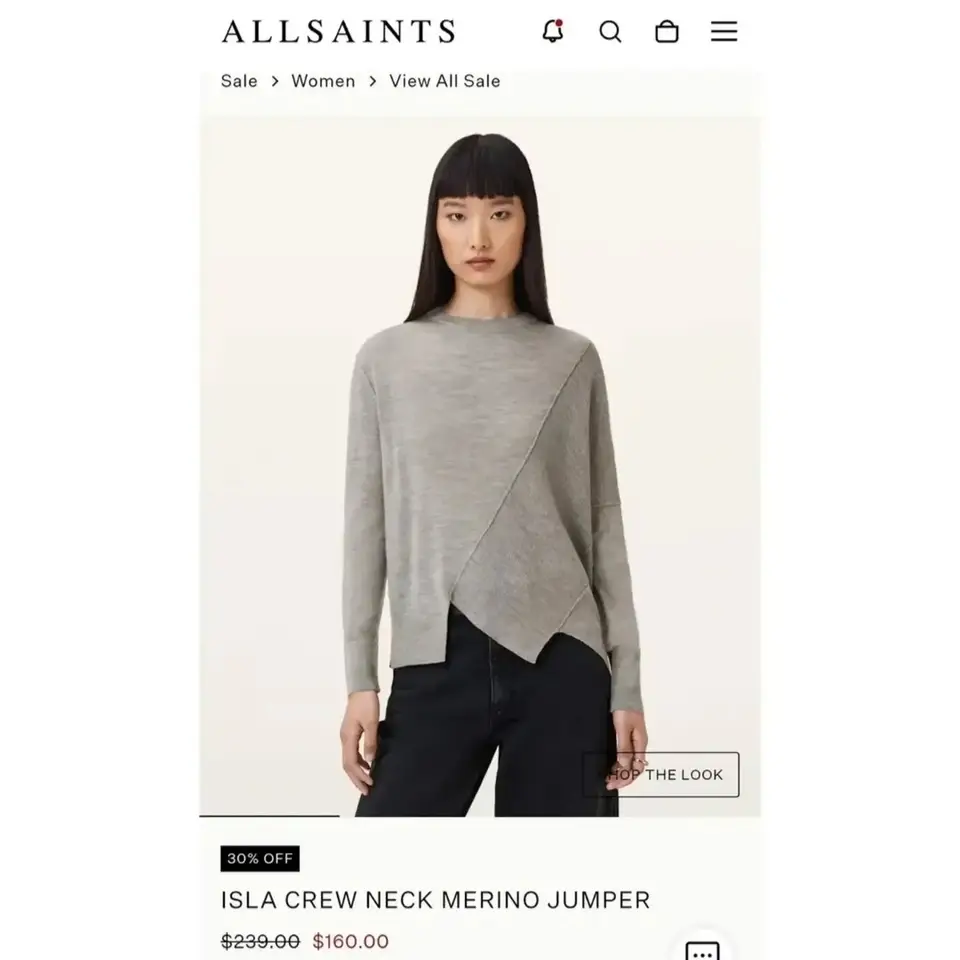 ALLSAINTS
Sale > Women > View All Sale
SHOP THE LOOK
30% OFF
ISLA CREW NECK MERINO JUMPER
$239.00 $160.00